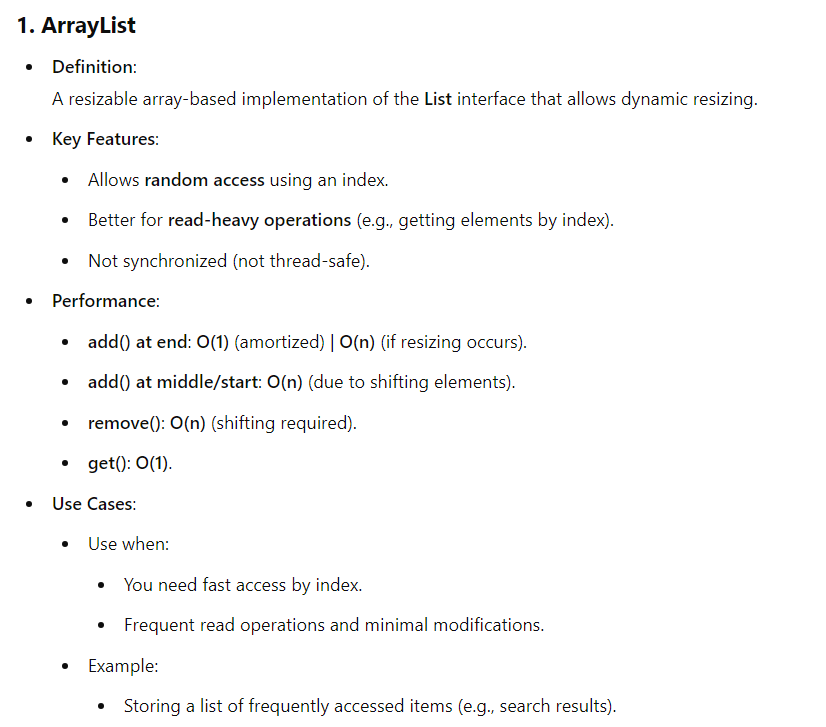 1. ArrayList
• Definition:
A resizable array-based implementation of the List interface that allows dynamic resizing.
• Key Features:
• Allows random access using an index.
• Better for read-heavy operations (e.g., getting elements by index).
• Not synchronized (not thread-safe).
• Performance:
• add() at end: O(1) (amortized) | O(n) (if resizing occurs).
• add() at middle/start: O(n) (due to shifting elements).
• remove(): O(n) (shifting required).
• get(): O(1).
• Use Cases:
• Use when:
• You need fast access by index.
• Frequent read operations and minimal modifications.
• Example:
• Storing a list of frequently accessed items (e.g., search results).